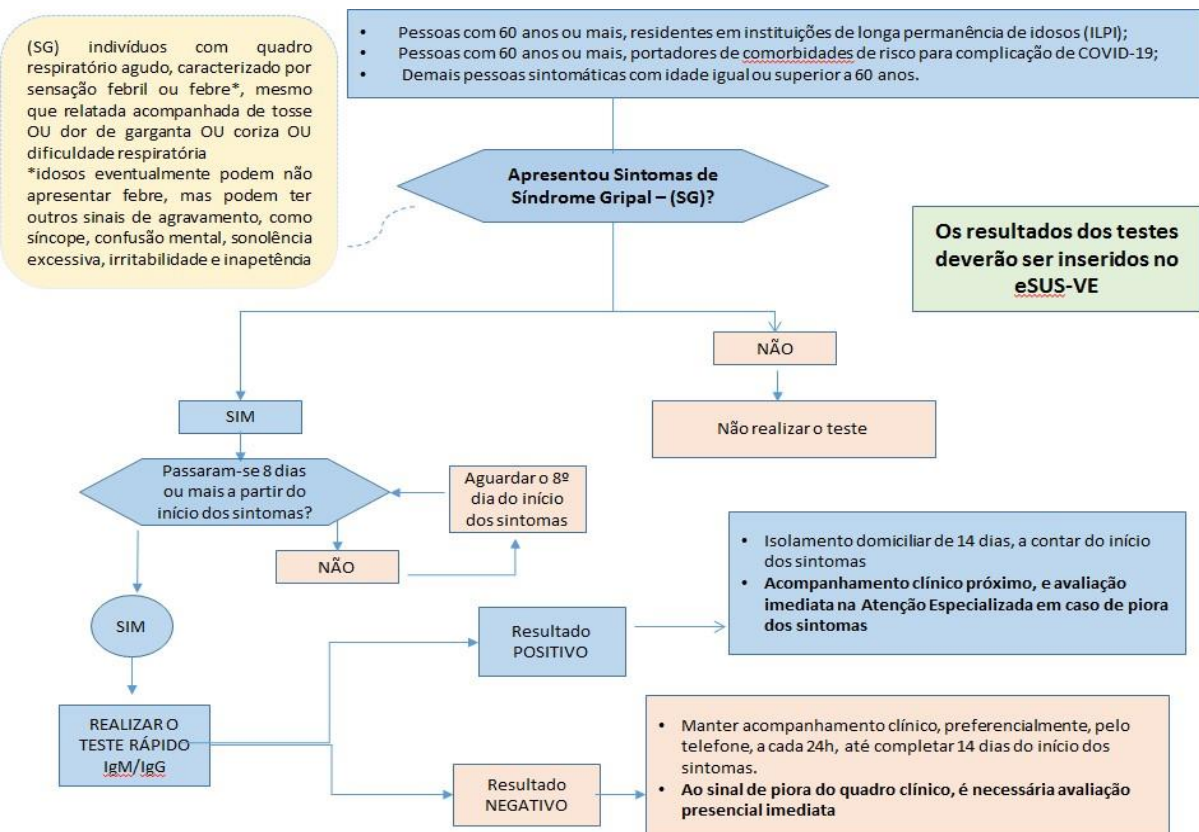 (SG) indivíduos com quadro
respiratório agudo, caracterizado por
sensação febril ou febre*, mesmo
que relatada acompanhada de tosse
OU dor de garganta OU coriza OU
dificuldade respiratória
*idosos eventualmente podem não
apresentar febre, mas podem ter
outros sinais de agravamento, como
síncope, confusão mental, sonolência
excessiva, irritabilidade e inapetência
• Pessoas com 60 anos ou mais, residentes em instituições de longa permanência de idosos (ILPI);
• Pessoas com 60 anos ou mais, portadores de comorbidades de risco para complicação de COVID-19;
• Demais pessoas sintomáticas com idade igual ou superior a 60 anos.
Apresentou Sintomas de
Síndrome Gripal – (SG)?
Os resultados dos testes
deverão ser inseridos no
eSUS-VE
NÃO
Não realizar o teste
SIM
Passaram-se 8 dias
ou mais a partir do
início dos sintomas?
Aguardar o 8º
dia do início
dos sintomas
NÃO
SIM
REALIZAR O
TESTE RÁPIDO
IgM/IgG
Resultado
POSITIVO
• Isolamento domiciliar de 14 dias, a contar do início
dos sintomas
• Acompanhamento clínico próximo, e avaliação
imediata na Atenção Especializada em caso de piora
dos sintomas
Resultado
NEGATIVO
• Manter acompanhamento clínico, preferencialmente, pelo
telefone, a cada 24h, até completar 14 dias do início dos
sintomas.
• Ao sinal de piora do quadro clínico, é necessária avaliação
presencial imediata